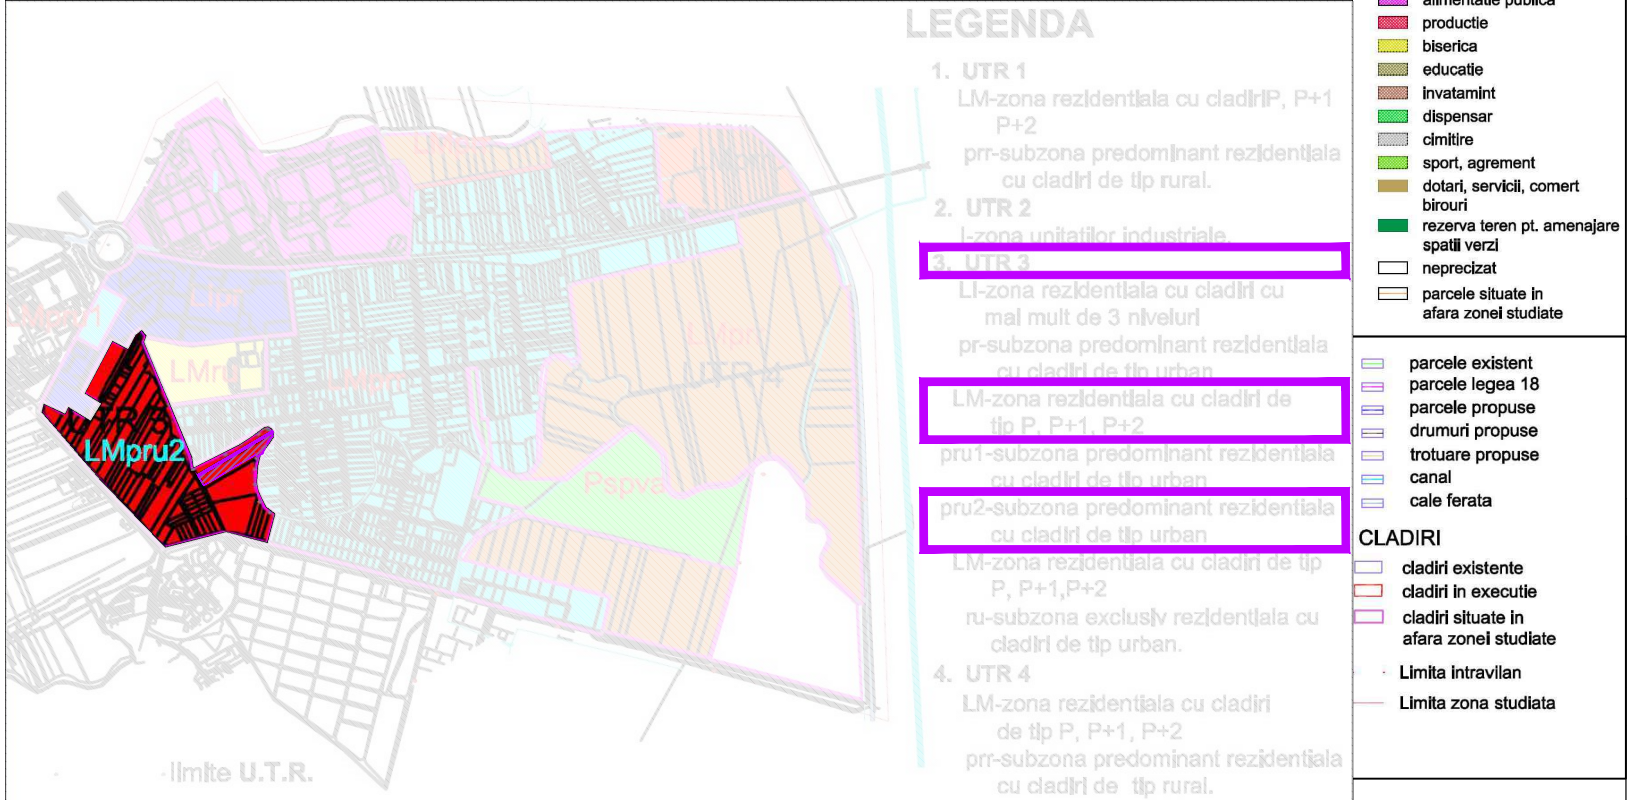 LEGENDA
1. UTR 1
LM-zona rezidentiala cu cladiriP, P+1
P+2
prr-subzona predominant rezidentiala
cu cladiri de tip rural.
2. UTR 2
I-zona unitatilor industriale.
3. UTR 3
LI-zona rezidentiala cu cladiri cu
mai mult de 3 niveluri
pr-subzona predominant rezidentiala
cu cladiri de tip urban
LM-zona rezidentiala cu cladiri de
tip P, P+1, P+2
pru1-subzona predominant rezidentiala
cu cladiri de tip urban
pru2-subzona predominant rezidentiala
cu cladiri de tip urban
LM-zona rezidentiala cu cladiri de tip
P, P+1,P+2
ru-subzona exclusiv rezidentiala cu
cladiri de tip urban.
4. UTR 4
LM-zona rezidentiala cu cladiri
de tip P, P+1, P+2
prr-subzona predominant rezidentiala
cu cladiri de tip rural.
LMpru2
LMru
UTR 4
Pspva
limite U.T.R.
alimentatie publica
productie
biserica
educatie
invatamint
dispensar
cimitire
sport, agrement
dotari, servicii, comert
birouri
rezerva teren pt. amenajare
spatii verzi
neprecizat
parcele situate in
afara zonei studiate
parcele existent
parcele legea 18
parcele propuse
drumuri propuse
trotuare propuse
canal
cale ferata
CLADIRI
cladiri existente
cladiri in executie
cladiri situate in
afara zonei studiate
Limita intravilan
Limita zona studiata